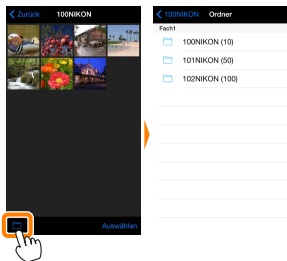 Zurück 100NIKON
Auswählen
100NIKON Ordner
Fach1
100NIKON (10)
101NIKON (50)
102NIKON (100)